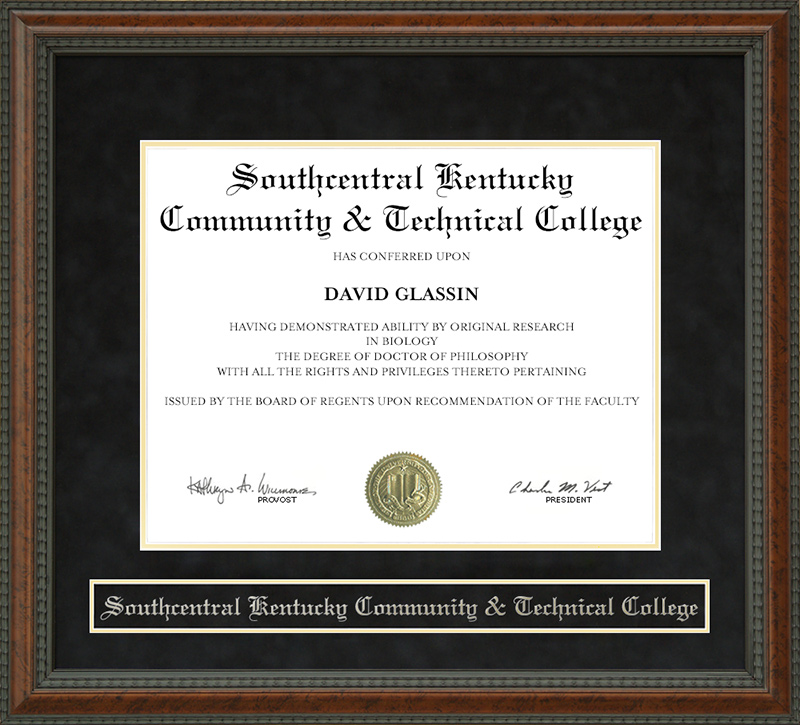 Southcentral Kentucky
Community & Technical College
HAS CONFERRED UPON
DAVID GLASSIN
HAVING DEMONSTRATED ABILITY BY ORIGINAL RESEARCH
IN BIOLOGY
THE DEGREE OF DOCTOR OF PHILOSOPHY
WITH ALL THE RIGHTS AND PRIVILEGES THERETO PERTAINING
ISSUED BY THE BOARD OF REGENTS UPON RECOMMENDATION OF THE FACULTY
Charles M. Vest
PROVOST
PRESIDENT
Southcentral Kentucky Community & Technical College